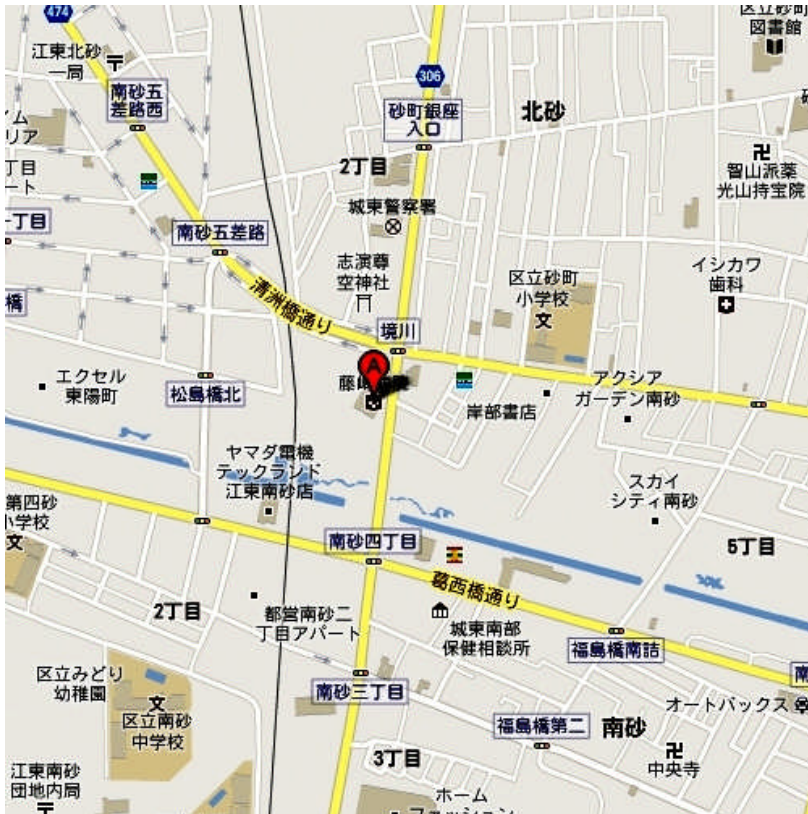 474
区立砂町
図書館
江東北砂
一局
306
南砂五
差路西
砂町銀座
入口
北砂
2丁目
智山派薬
光山持宝院
城東警察署
丁目
一丁目
南砂五差路
志演尊
空神社
清洲橋通り
区立砂町
小学校
文
イシカワ
歯科
橋
境川
A
エクセル
東陽町
松島橋北
アクシア
ガーデン南砂
岸部書店
ヤマダ電機
テックランド
江東南砂店
スカイ
シティ南砂
第四砂
小学校
文
南砂四丁目
5丁目
葛西橋通り
2丁目
都営南砂二
丁目アパート
城東南部
保健相談所
福島橋南詰
区立みどり
幼稚園
南砂三丁目
文
区立南砂
中学校
オートバックス
福島橋第二
南砂
3丁目
中央寺
江東南砂
団地内局
ホーム